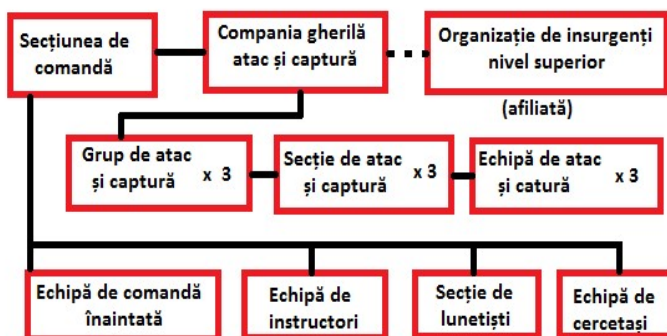 Secțiunea de
comandă
Compania gherilă
atac și captură
Organizație de insurgenți
nivel superior
(afiliată)
Grup de atac
și captură
x 3
Secție de atac
și captură
x 3
Echipă de atac
și catură
x 3
Echipă de comandă
înaintată
Echipă de
instructori
Secție de
lunetiști
Echipă de
cercetași